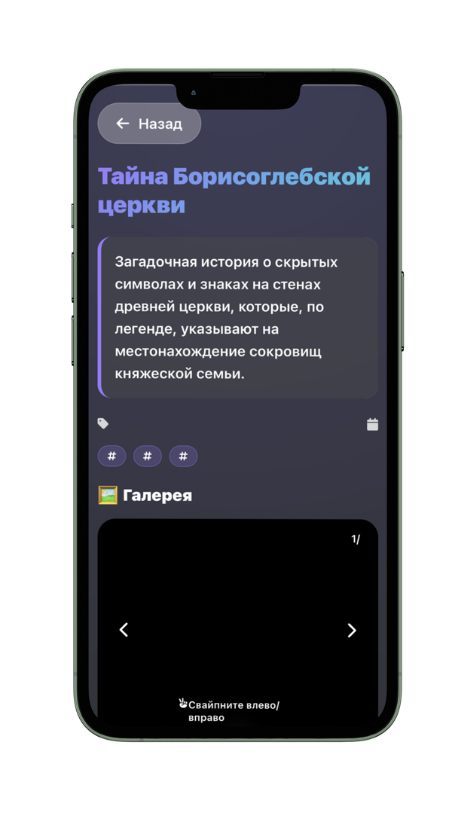 ← Назад
Тайна Борисоглебской
церкви
Загадочная история о скрытых
символах и знаках на стенах
древней церкви, которые, по
легенде, указывают на
местонахождение сокровищ
княжеской семьи.
# # #
Галерея
1/
Свайпните влево/
вправо